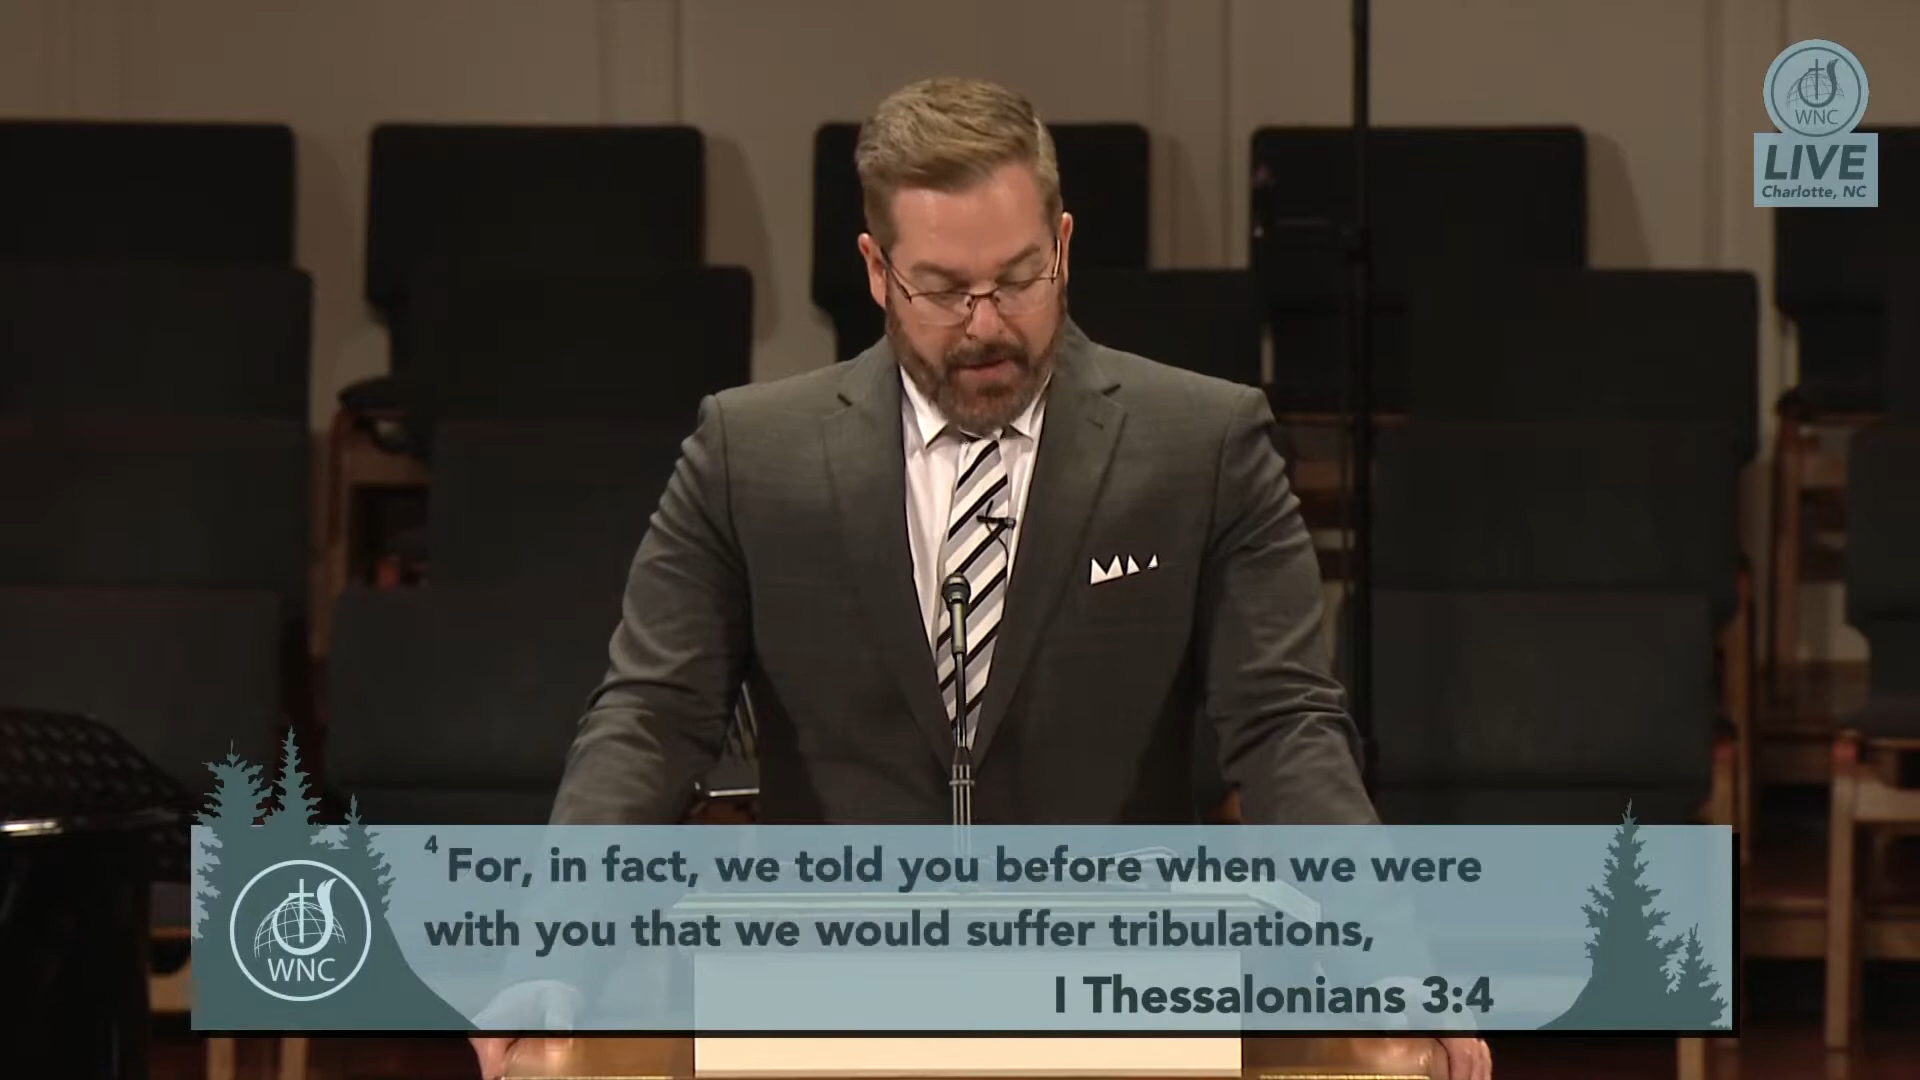 WNC
LIVE
Charlotte, NC
4 For, in fact, we told you before when we were
with you that we would suffer tribulations,
I Thessalonians 3:4
WNC